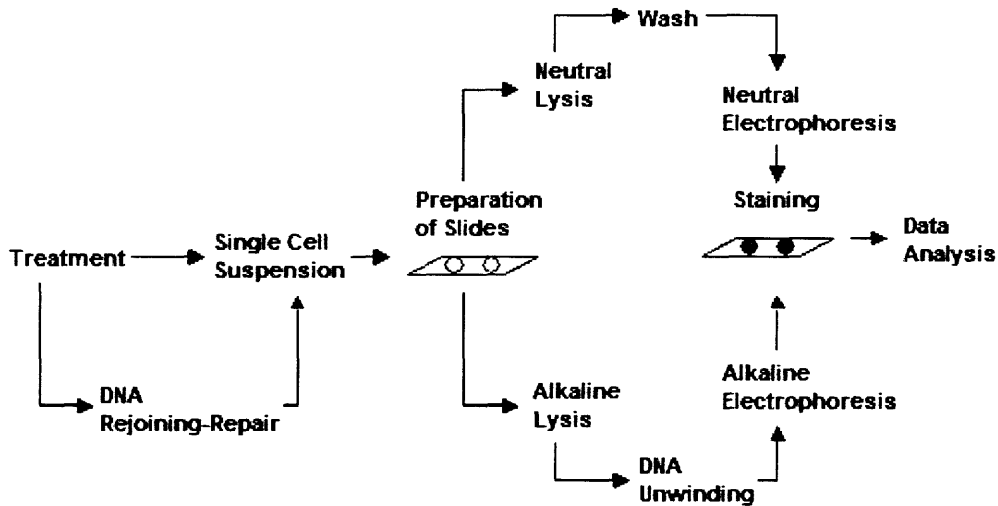 Treatment
DNA
Rejoining-Repair
Single Cell
Suspension
Preparation
of Slides
Neutral
Lysis
Wash
Neutral
Electrophoresis
Alkaline
Lysis
DNA
Unwinding
Alkaline
Electrophoresis
Staining
Data
Analysis